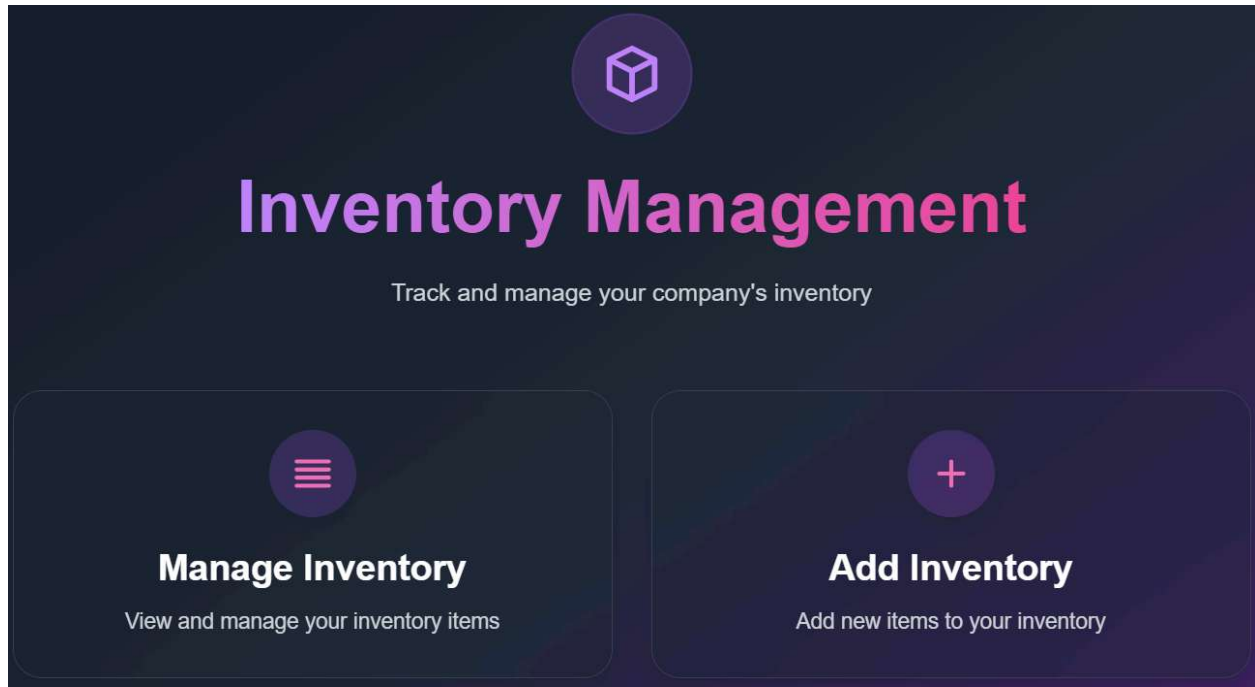 Inventory Management
Track and manage your company's inventory
Manage Inventory
View and manage your inventory items
Add Inventory
Add new items to your inventory